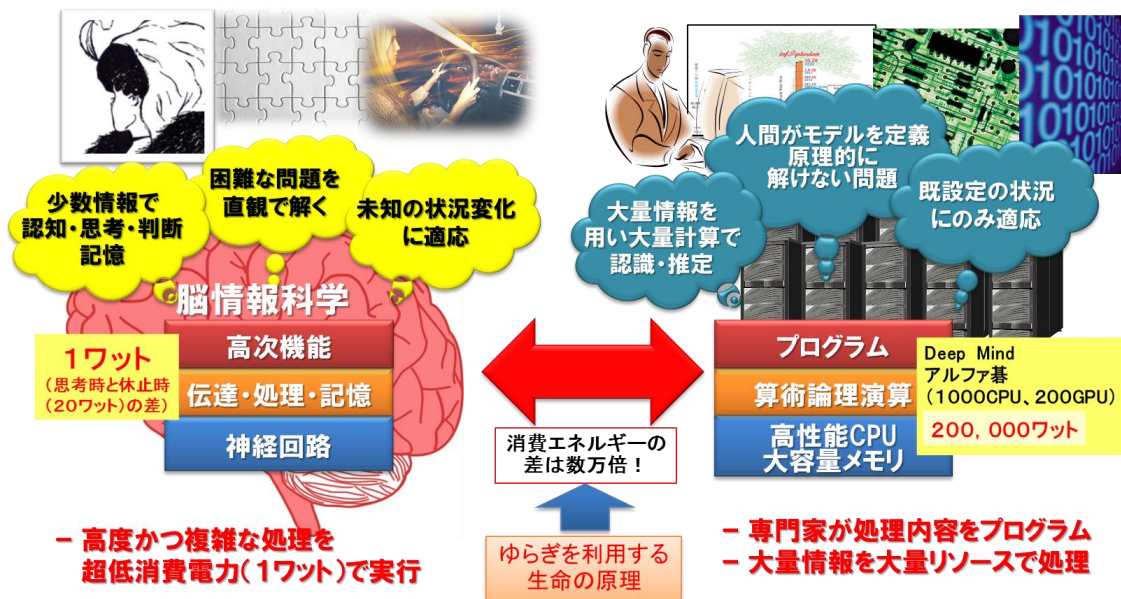 少数情報で
認知・思考・判断
記憶
困難な問題を
直観で解く
未知の状況変化
に適応
脳情報科学
高次機能
伝達・処理・記憶
神経回路
1ワット
(思考時と休止時
(20ワット)の差)
- 高度かつ複雑な処理を
超低消費電力(1ワット)で実行
消費エネルギーの
差は数万倍!
ゆらぎを利用する
生命の原理
大量情報を
用い大量計算で
認識・推定
人間がモデルを定義
原理的に
解けない問題
既設定の状況
にのみ適応
プログラム
算術論理演算
高性能CPU
大容量メモリ
Deep Mind
アルファ碁
(1000CPU、200GPU)
200,000ワット
- 専門家が処理内容をプログラム
- 大量情報を大量リソースで処理